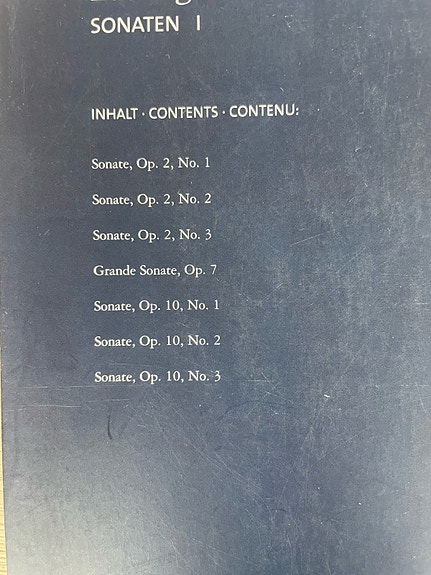 SONATEN I
INHALT · CONTENTS · CONTENU:
Sonate, Op. 2, No. 1
Sonate, Op. 2, No. 2
Sonate, Op. 2, No. 3
Grande Sonate, Op. 7
Sonate, Op. 10, No. 1
Sonate, Op. 10, No. 2
Sonate, Op. 10, No. 3